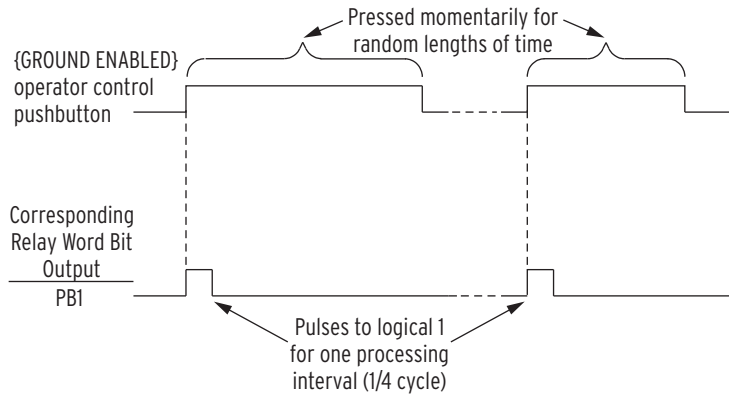 Pressed momentarily for
random lengths of time
{GROUND ENABLED}
operator control
pushbutton
Corresponding
Relay Word Bit
Output
PB1
Pulses to logical 1
for one processing
interval (1/4 cycle)